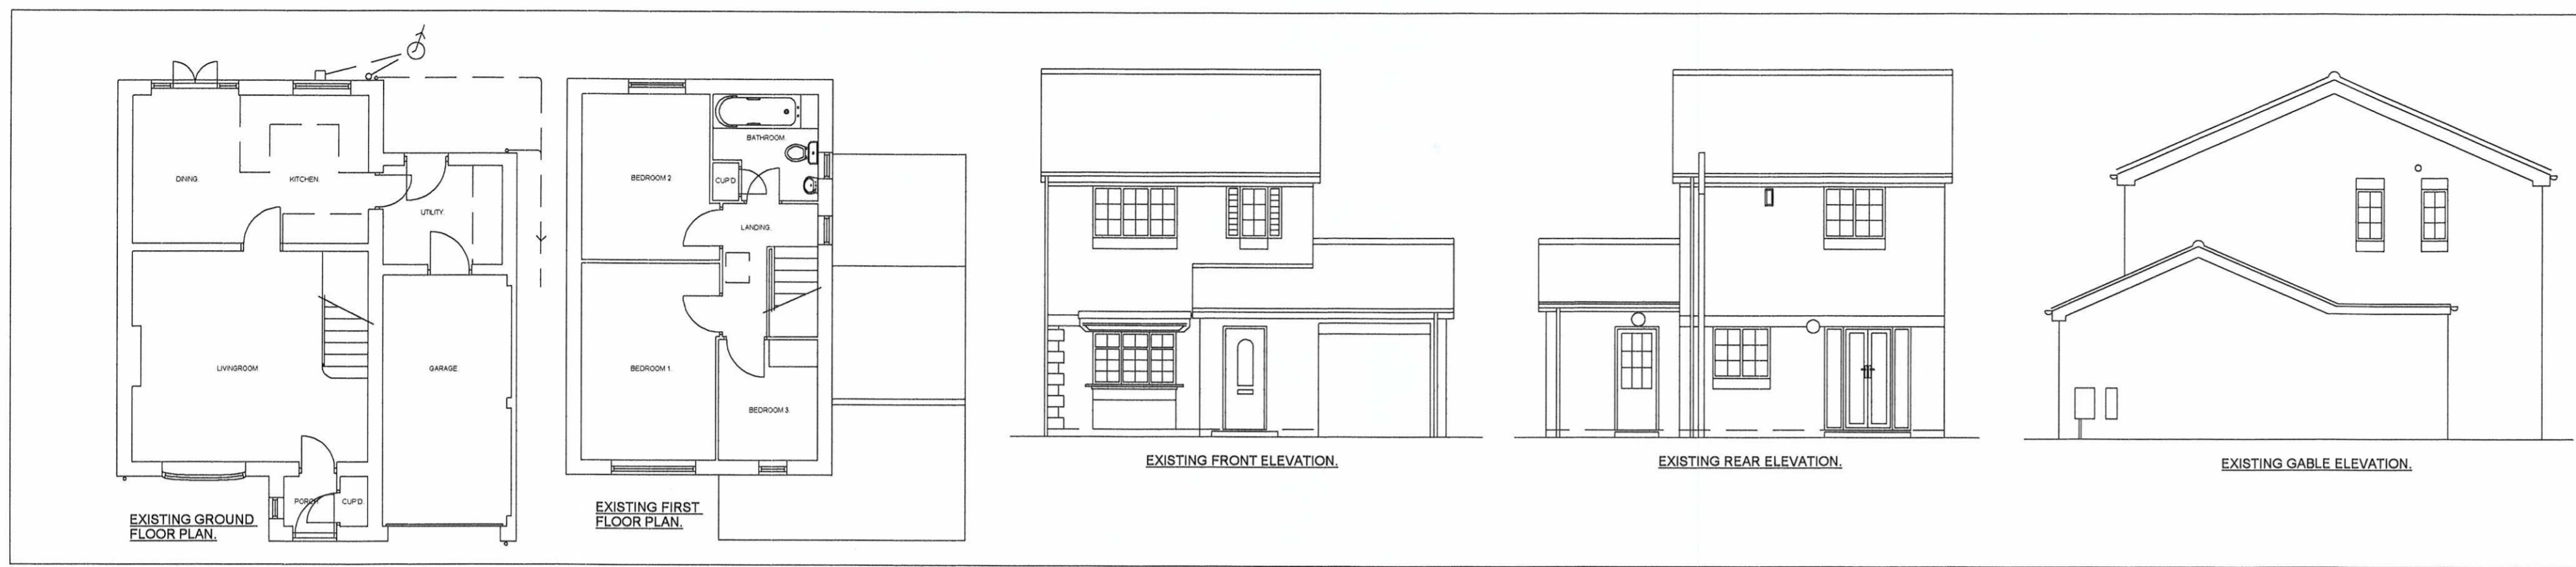 DINING.
KITCHEN.
UTILITY.
LIVINGROOM
GARAGE.
PORCH
CUP'D.
EXISTING GROUND
FLOOR PLAN.
BATHROOM.
BEDROOM 2
CUP'D
LANDING.
BEDROOM 1.
BEDROOM 3.
EXISTING FIRST
FLOOR PLAN.
EXISTING FRONT ELEVATION.
EXISTING REAR ELEVATION.
EXISTING GABLE ELEVATION.